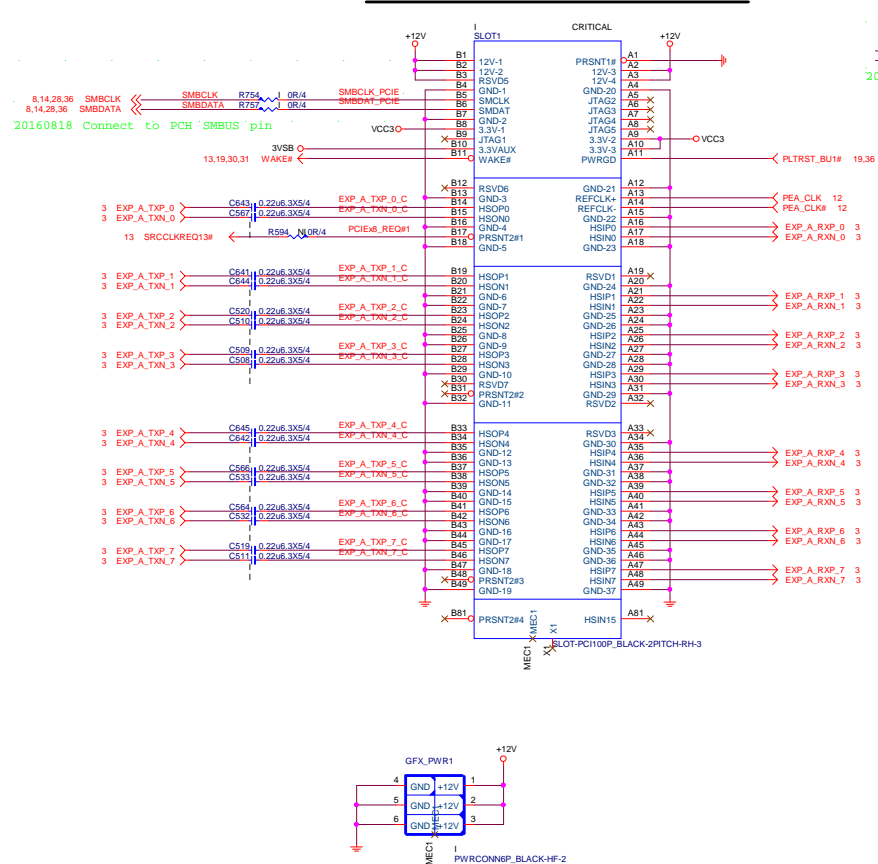 +12V SLOT1 CRITICAL +12V
B1 12V-1 PRSNT1# A1
B2 12V-2 12V-3 A2
B3 RSVD5 12V-4 A3
B4 GND-1 GND-20 A4
8,14,28,36 SMBCLK SMBCLK R754 0R/4 SMBCLK_PCIE B5 SMCLK JTAG2 A5
8,14,28,36 SMBDATA SMBDATA R757 0R/4 SMBDAT_PCIE B6 SMDAT JTAG3 A6
B7 GND-2 JTAG4 A7
20160818 Connect to PCH SMBUS pin
VCC3 B8 3.3V-1 JTAG5 A8
B9 JTAG1 3.3V-2 A9 VCC3
3VSB B10 3.3VAUX 3.3V-3 A10
13,19,30,31 WAKE# B11 WAKE# PWRGD A11 PLTRST_BU1# 19,36
B12 RSVD6 GND-21 A12
B13 GND-3 REFCLK+ A13 PEA_CLK 12
3 EXP_A_TXP_0 C643 0.22u6.3X5/4 EXP_A_TXP_0_C B14 HSOP0 REFCLK- A14 PEA_CLK# 12
3 EXP_A_TXN_0 C567 0.22u6.3X5/4 EXP_A_TXN_0_C B15 HSON0 GND-22 A15
B16 GND-4 HSIP0 A16 EXP_A_RXP_0 3
13 SRCCLKREQ13# R594 NI0R/4 PCIEx8_REQ#1 B17 PRSNT2#1 HSIN0 A17 EXP_A_RXN_0 3
B18 GND-5 GND-23 A18
3 EXP_A_TXP_1 C641 0.22u6.3X5/4 EXP_A_TXP_1_C B19 HSOP1 RSVD1 A19
3 EXP_A_TXN_1 C644 0.22u6.3X5/4 EXP_A_TXN_1_C B20 HSON1 GND-24 A20
B21 GND-6 HSIP1 A21 EXP_A_RXP_1 3
B22 GND-7 HSIN1 A22 EXP_A_RXN_1 3
3 EXP_A_TXP_2 C520 0.22u6.3X5/4 EXP_A_TXP_2_C B23 HSOP2 GND-25 A23
3 EXP_A_TXN_2 C510 0.22u6.3X5/4 EXP_A_TXN_2_C B24 HSON2 GND-26 A24
B25 GND-8 HSIP2 A25 EXP_A_RXP_2 3
B26 GND-9 HSIN2 A26 EXP_A_RXN_2 3
3 EXP_A_TXP_3 C509 0.22u6.3X5/4 EXP_A_TXP_3_C B27 HSOP3 GND-27 A27
3 EXP_A_TXN_3 C508 0.22u6.3X5/4 EXP_A_TXN_3_C B28 HSON3 GND-28 A28
B29 GND-10 HSIP3 A29 EXP_A_RXP_3 3
B30 RSVD7 HSIN3 A30 EXP_A_RXN_3 3
B31 PRSNT2#2 GND-29 A31
B32 GND-11 RSVD2 A32
3 EXP_A_TXP_4 C645 0.22u6.3X5/4 EXP_A_TXP_4_C B33 HSOP4 RSVD3 A33
3 EXP_A_TXN_4 C642 0.22u6.3X5/4 EXP_A_TXN_4_C B34 HSON4 GND-30 A34
B35 GND-12 HSIP4 A35 EXP_A_RXP_4 3
B36 GND-13 HSIN4 A36 EXP_A_RXN_4 3
3 EXP_A_TXP_5 C566 0.22u6.3X5/4 EXP_A_TXP_5_C B37 HSOP5 GND-31 A37
3 EXP_A_TXN_5 C533 0.22u6.3X5/4 EXP_A_TXN_5_C B38 HSON5 GND-32 A38
B39 GND-14 HSIP5 A39 EXP_A_RXP_5 3
B40 GND-15 HSIN5 A40 EXP_A_RXN_5 3
3 EXP_A_TXP_6 C564 0.22u6.3X5/4 EXP_A_TXP_6_C B41 HSOP6 GND-33 A41
3 EXP_A_TXN_6 C532 0.22u6.3X5/4 EXP_A_TXN_6_C B42 HSON6 GND-34 A42
B43 GND-16 HSIP6 A43 EXP_A_RXP_6 3
B44 GND-17 HSIN6 A44 EXP_A_RXN_6 3
3 EXP_A_TXP_7 C519 0.22u6.3X5/4 EXP_A_TXP_7_C B45 HSOP7 GND-35 A45
3 EXP_A_TXN_7 C511 0.22u6.3X5/4 EXP_A_TXN_7_C B46 HSON7 GND-36 A46
B47 GND-18 HSIP7 A47 EXP_A_RXP_7 3
B48 PRSNT2#3 HSIN7 A48 EXP_A_RXN_7 3
B49 GND-19 GND-37 A49
B81 PRSNT2#4 MEC1 X1 HSIN15 A81
MEC1 X1 SLOT-PCI100P_BLACK-2PITCH-RH-3
+12V
GFX_PWR1
4 GND +12V 1
5 GND +12V 2
6 GND +12V 3
MEC1
MEC1 PWRCONN6P_BLACK-HF-2